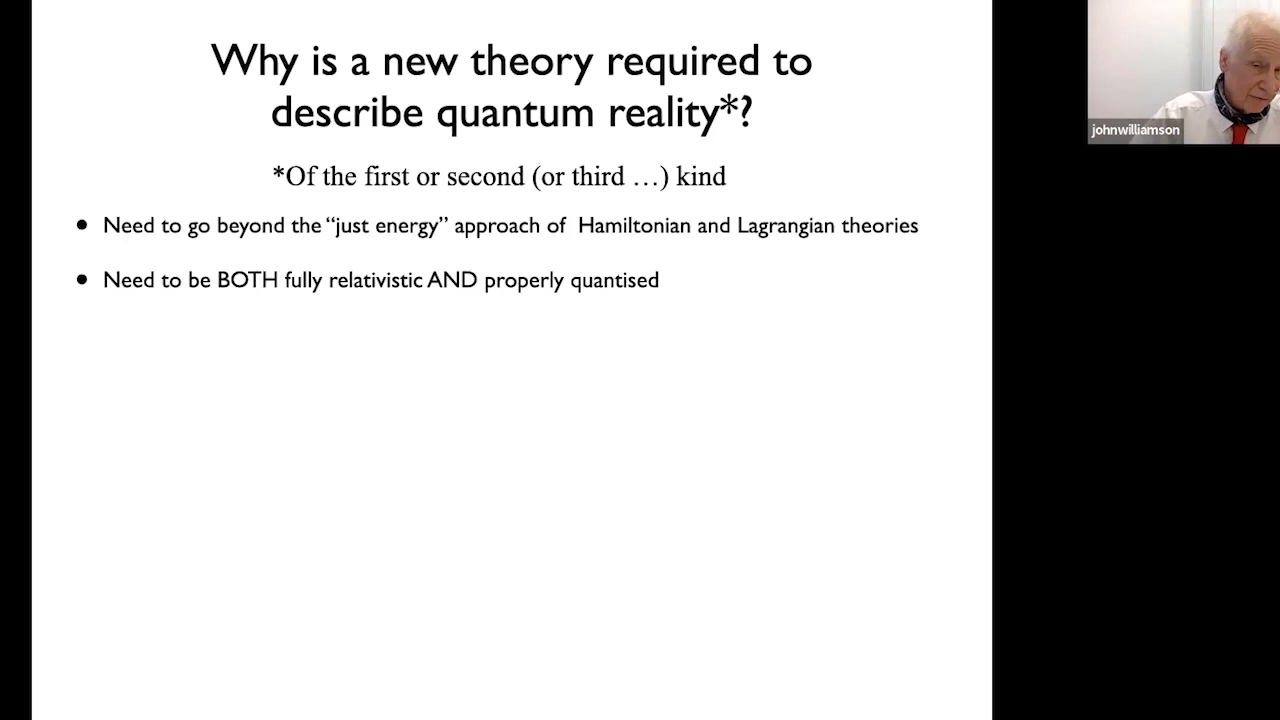 Why is a new theory required to
describe quantum reality*?
*Of the first or second (or third …) kind
• Need to go beyond the “just energy” approach of Hamiltonian and Lagrangian theories
• Need to be BOTH fully relativistic AND properly quantised
johnwilliamson